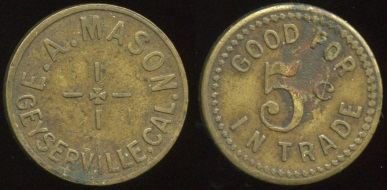 E. A. MASON
GEYSERVILLE. CAL.
GOOD FOR
5¢
IN TRADE